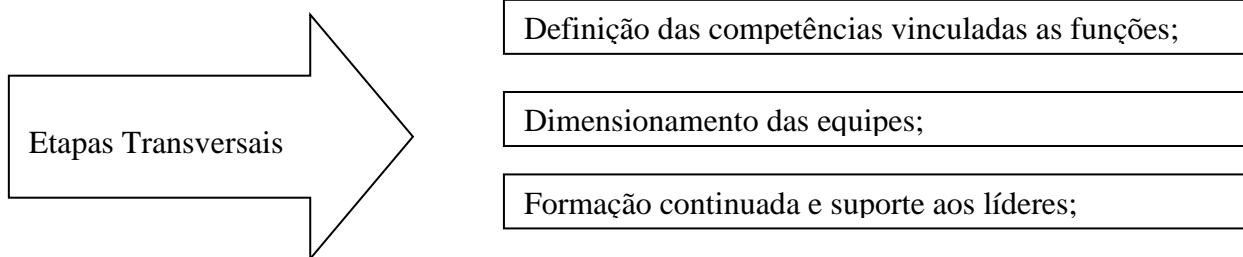 Etapas Transversais
Definição das competências vinculadas as funções;
Dimensionamento das equipes;
Formação continuada e suporte aos líderes;